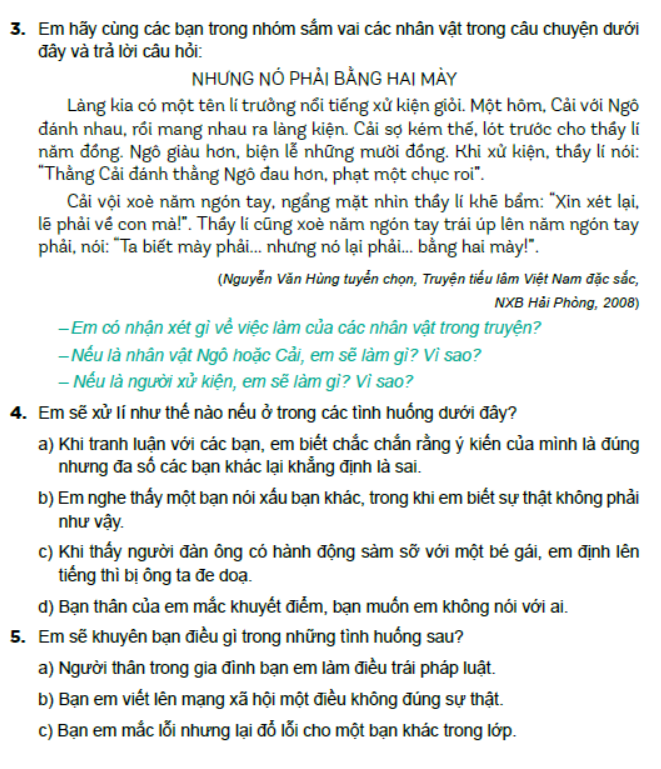 3. Em hãy cùng các bạn trong nhóm sắm vai các nhân vật trong câu chuyện dưới
đây và trả lời câu hỏi:
NHƯNG NÓ PHẢI BẰNG HAI MÀY
Làng kia có một tên lí trưởng nổi tiếng xử kiện giỏi. Một hôm, Cải với Ngô
đánh nhau, rồi mang nhau ra làng kiện. Cải sợ kém thế, lót trước cho thầy lí
năm đồng. Ngô giàu hơn, biện lễ những mười đồng. Khi xử kiện, thầy lí nói:
"Thằng Cải đánh thằng Ngô đau hơn, phạt một chục roi".
Cải vội xoè năm ngón tay, ngẩng mặt nhìn thầy lí khẽ bẩm: "Xin xét lại,
lẽ phải về con mà!". Thầy lí cũng xoè năm ngón tay trái úp lên năm ngón tay
phải, nói: "Ta biết mày phải... nhưng nó lại phải... bằng hai mày!".
(Nguyễn Văn Hùng tuyển chọn, Truyện tiếu lâm Việt Nam đặc sắc,
NXB Hải Phòng, 2008)
– Em có nhận xét gì về việc làm của các nhân vật trong truyện?
– Nếu là nhân vật Ngô hoặc Cải, em sẽ làm gì? Vì sao?
– Nếu là người xử kiện, em sẽ làm gì? Vì sao?
4. Em sẽ xử lí như thế nào nếu ở trong các tình huống dưới đây?
a) Khi tranh luận với các bạn, em biết chắc chắn rằng ý kiến của mình là đúng
nhưng đa số các bạn khác lại khẳng định là sai.
b) Em nghe thấy một bạn nói xấu bạn khác, trong khi em biết sự thật không phải
như vậy.
c) Khi thấy người đàn ông có hành động sàm sỡ với một bé gái, em định lên
tiếng thì bị ông ta đe doạ.
d) Bạn thân của em mắc khuyết điểm, bạn muốn em không nói với ai.
5. Em sẽ khuyên bạn điều gì trong những tình huống sau?
a) Người thân trong gia đình bạn em làm điều trái pháp luật.
b) Bạn em viết lên mạng xã hội một điều không đúng sự thật.
c) Bạn em mắc lỗi nhưng lại đổ lỗi cho một bạn khác trong lớp.